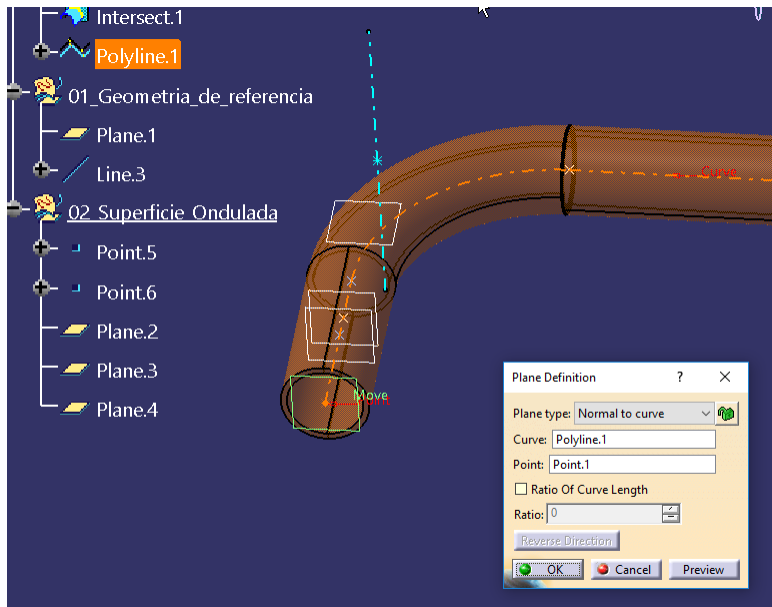 Intersect.1
Polyline.1
01_Geometria_de_referencia
Plane.1
Line.3
02_Superficie_Ondulada
Point.5
Point.6
Plane.2
Plane.3
Plane.4
Curve
Move
Plane Definition
Plane type: Normal to curve
Curve: Polyline.1
Point: Point.1
Ratio Of Curve Length
Ratio: 0
Reverse Direction
OK Cancel Preview